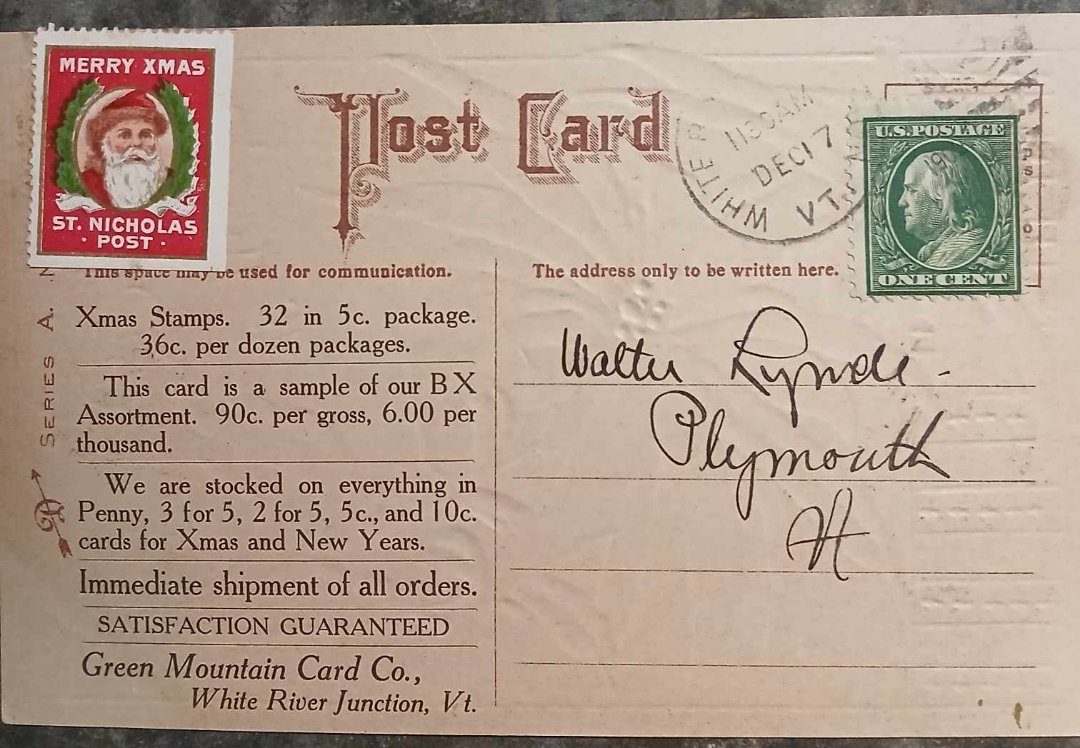 MERRY XMAS
ST. NICHOLAS
· POST ·
Post Card
WHITE R
1130AM
DEC 17
VT.
U.S. POSTAGE
ONE CENT
This space may be used for communication.
The address only to be written here.
SERIES A. N
Xmas Stamps. 32 in 5c. package.
36c. per dozen packages.
This card is a sample of our BX
Assortment. 90c. per gross, 6.00 per
thousand.
We are stocked on everything in
Penny, 3 for 5, 2 for 5, 5c., and 10c.
cards for Xmas and New Years.
Immediate shipment of all orders.
SATISFACTION GUARANTEED
Green Mountain Card Co.,
White River Junction, Vt.
Walter
Plymouth
Vt